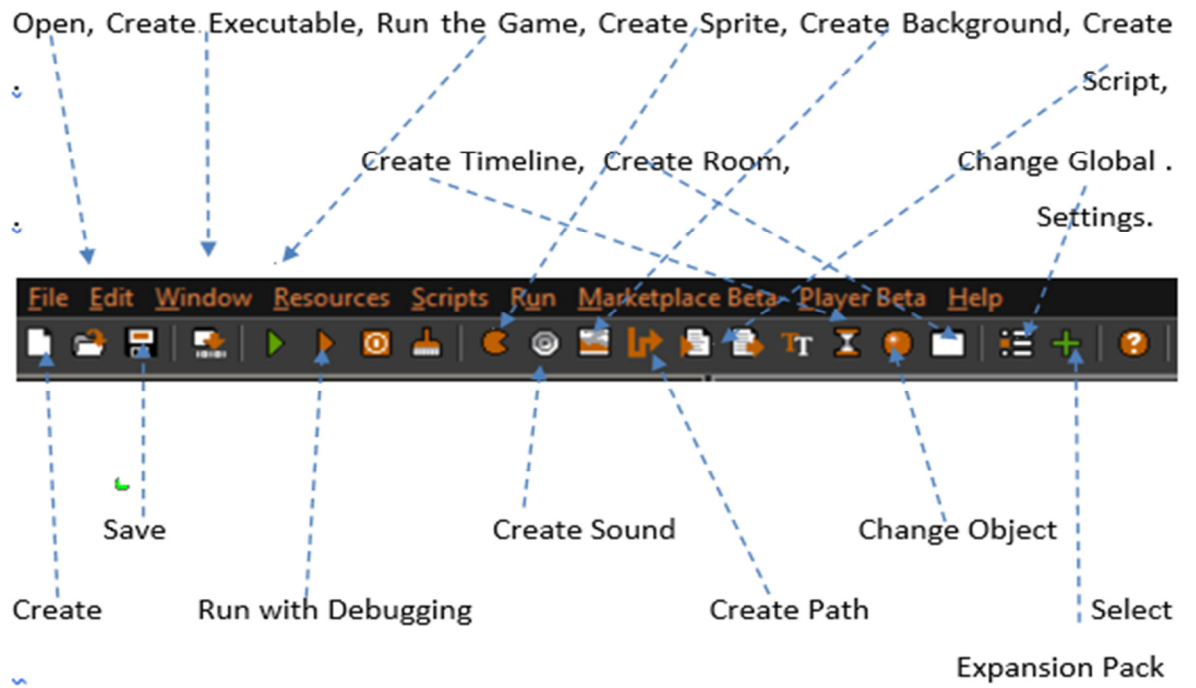 Open, Create Executable, Run the Game, Create Sprite, Create Background, Create
Script,
Create Timeline, Create Room, Change Global .
Settings.
File Edit Window Resources Scripts Run Marketplace Beta Player Beta Help
Save Create Sound Change Object
Create Run with Debugging Create Path Select
Expansion Pack